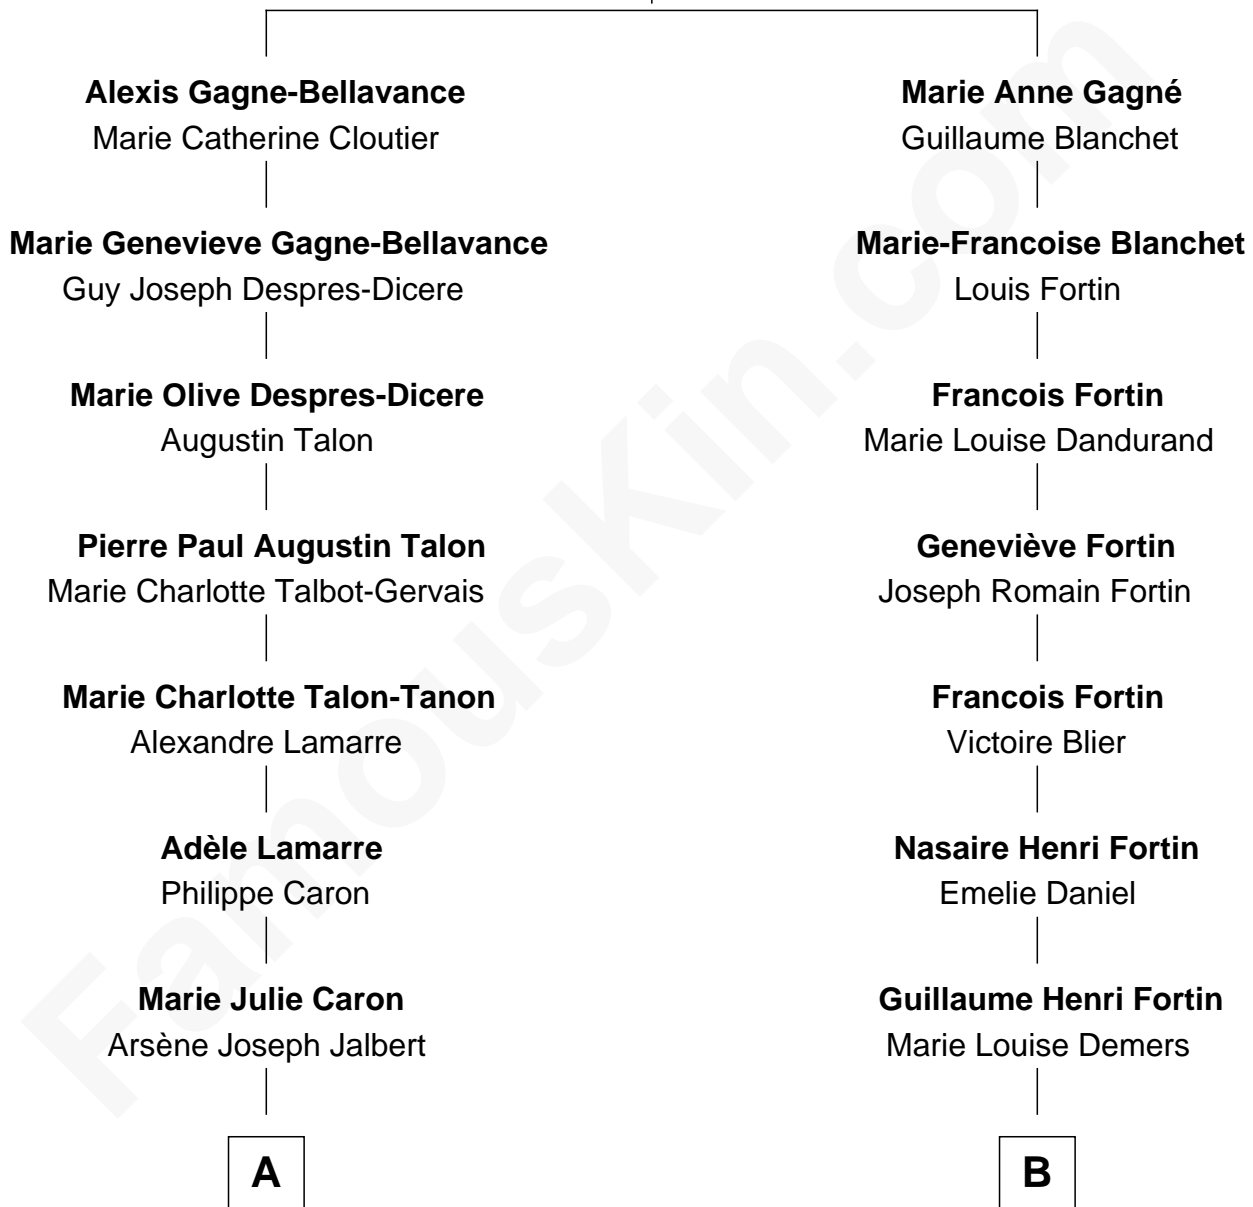 Alexis Gagne-Bellavance
Marie Catherine Cloutier
Marie Genevieve Gagne-Bellavance
Guy Joseph Despres-Dicere
Marie Olive Despres-Dicere
Augustin Talon
Pierre Paul Augustin Talon
Marie Charlotte Talbot-Gervais
Marie Charlotte Talon-Tanon
Alexandre Lamarre
Adèle Lamarre
Philippe Caron
Marie Julie Caron
Arsène Joseph Jalbert
A
Marie Anne Gagné
Guillaume Blanchet
Marie-Francoise Blanchet
Louis Fortin
Francois Fortin
Marie Louise Dandurand
Geneviève Fortin
Joseph Romain Fortin
Francois Fortin
Victoire Blier
Nasaire Henri Fortin
Emelie Daniel
Guillaume Henri Fortin
Marie Louise Demers
B
FamousKin.com